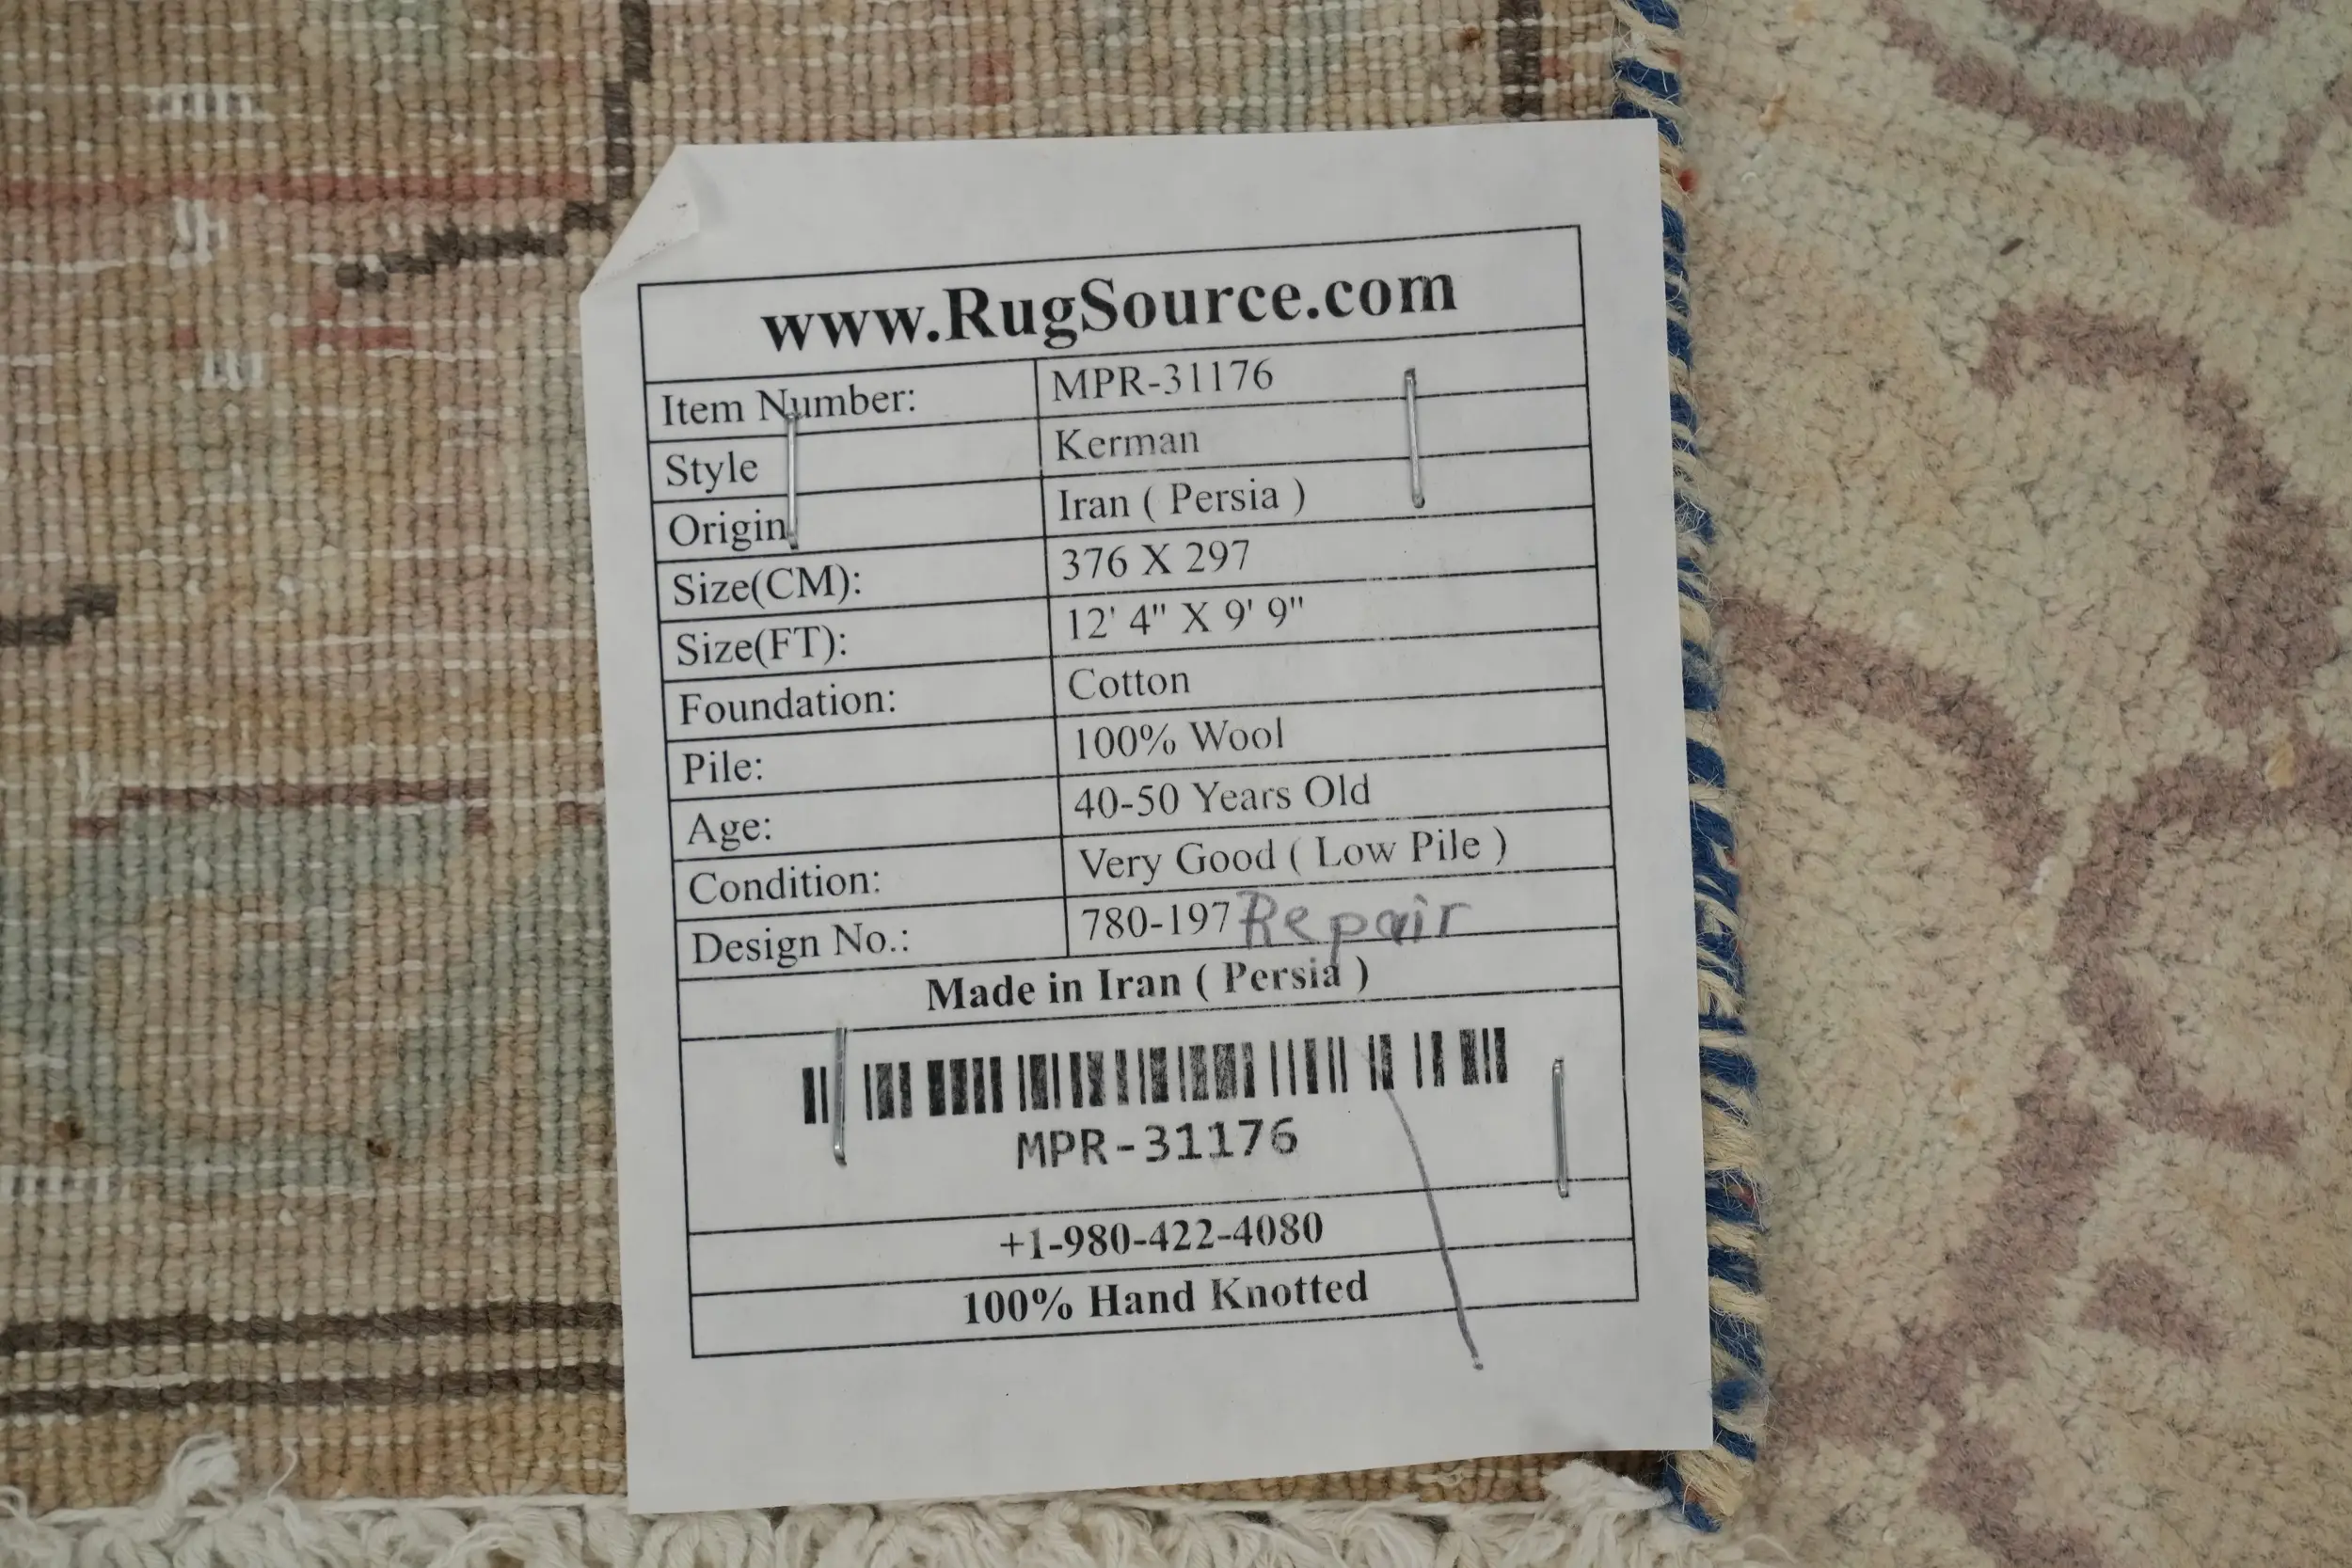 www.RugSource.com
Item Number: MPR-31176
Style Kerman
Origin Iran ( Persia )
Size(CM): 376 X 297
Size(FT): 12' 4" X 9' 9"
Foundation: Cotton
Pile: 100% Wool
Age: 40-50 Years Old
Condition: Very Good ( Low Pile )
Design No.: 780-197 Repair
Made in Iran ( Persia )
MPR-31176
+1-980-422-4080
100% Hand Knotted